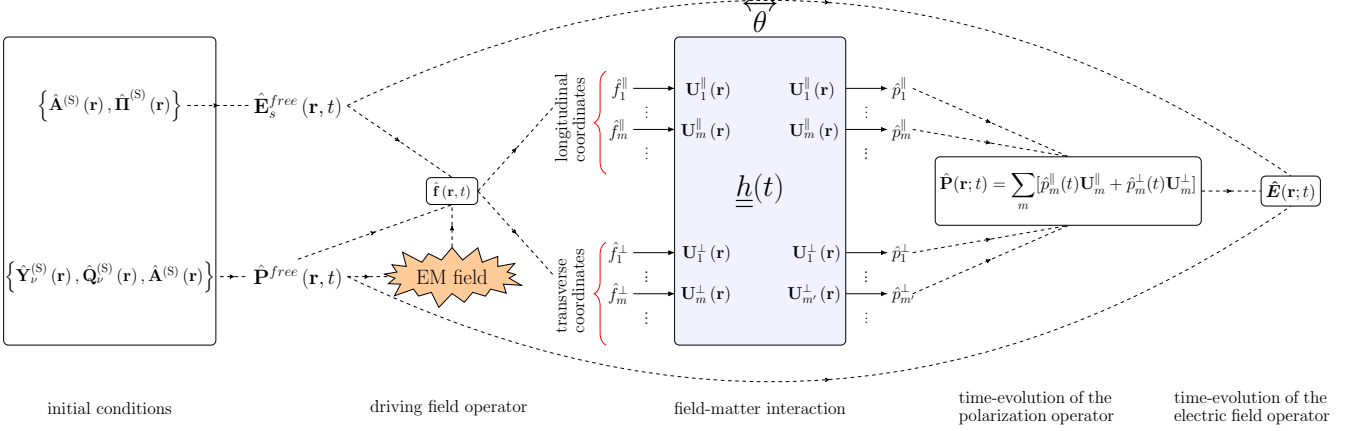 θ
{Â^(S) (r) , Π̂^(S) (r)}
Ê_s^free (r, t)
longitudinal
coordinates
f̂_1^∥
⋮
f̂_m^∥
⋮
U_1^∥ (r)
U_m^∥ (r)
U_1^∥ (r)
⋮
U_m^∥ (r)
⋮
p̂_1^∥
p̂_m^∥
f̂ (r, t)
h(t)
P̂(r; t) = ∑_m [p̂_m^∥(t)U_m^∥ + p̂_m^⊥(t)U_m^⊥]
Ê(r; t)
{Ŷ_ν^(S) (r) , Q̂_ν^(S) (r) , Â^(S) (r)}
P̂^free (r, t)
EM field
transverse
coordinates
f̂_1^⊥
⋮
f̂_m^⊥
⋮
U_1^⊥ (r)
U_m^⊥ (r)
U_1^⊥ (r)
⋮
U_m′^⊥ (r)
⋮
p̂_1^⊥
⋮
p̂_m′^⊥
⋮
initial conditions
driving field operator
field-matter interaction
time-evolution of the
polarization operator
time-evolution of the
electric field operator